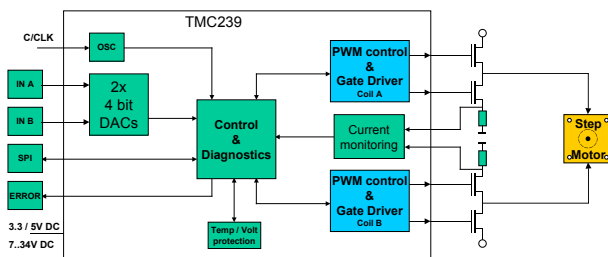 TMC239
C/CLK
OSC
IN A
IN B
SPI
ERROR
2x
4 bit
DACs
Control
&
Diagnostics
Temp / Volt
protection
PWM control
&
Gate Driver
Coil A
Current
monitoring
PWM control
&
Gate Driver
Coil B
Step
Motor
3.3 / 5V DC
7..34V DC